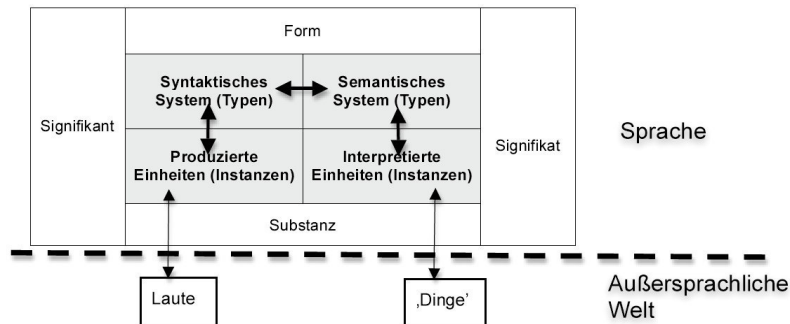 Form
Syntaktisches
System (Typen)
Semantisches
System (Typen)
Signifikant
Signifikat
Sprache
Produzierte
Einheiten (Instanzen)
Interpretierte
Einheiten (Instanzen)
Substanz
Laute
‚Dinge’
Außersprachliche
Welt